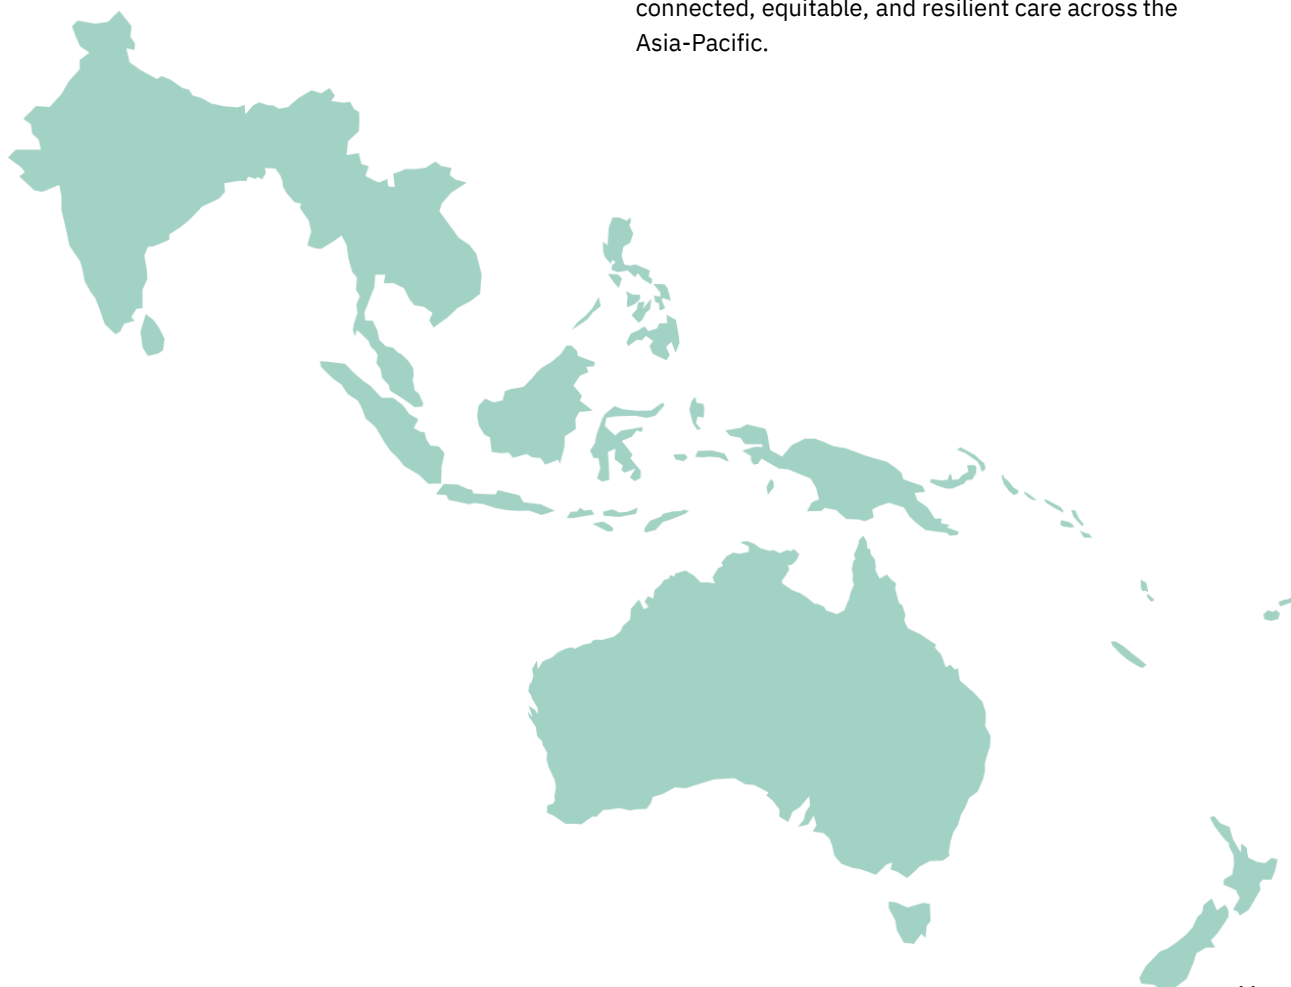 connected, equitable, and resilient care across the
Asia-Pacific.